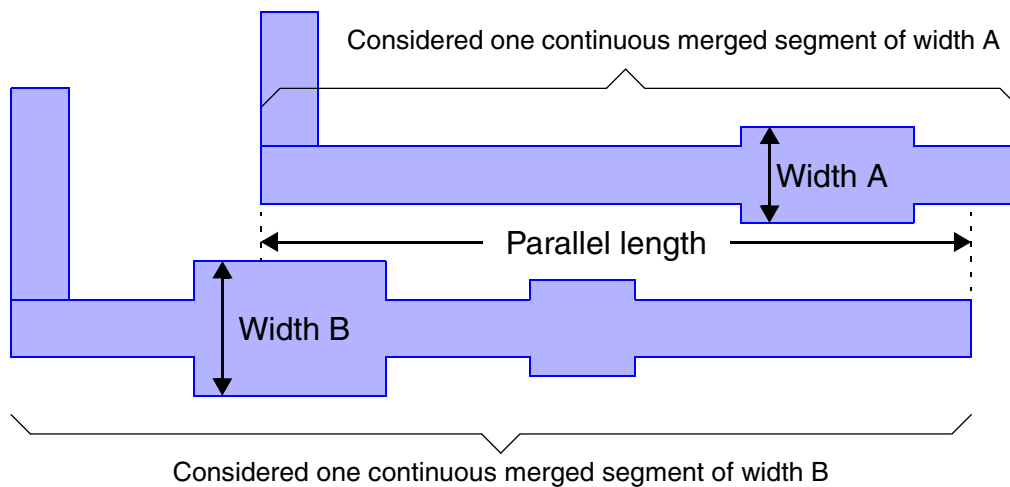 Considered one continuous merged segment of width A
Width A
Parallel length
Width B
Considered one continuous merged segment of width B